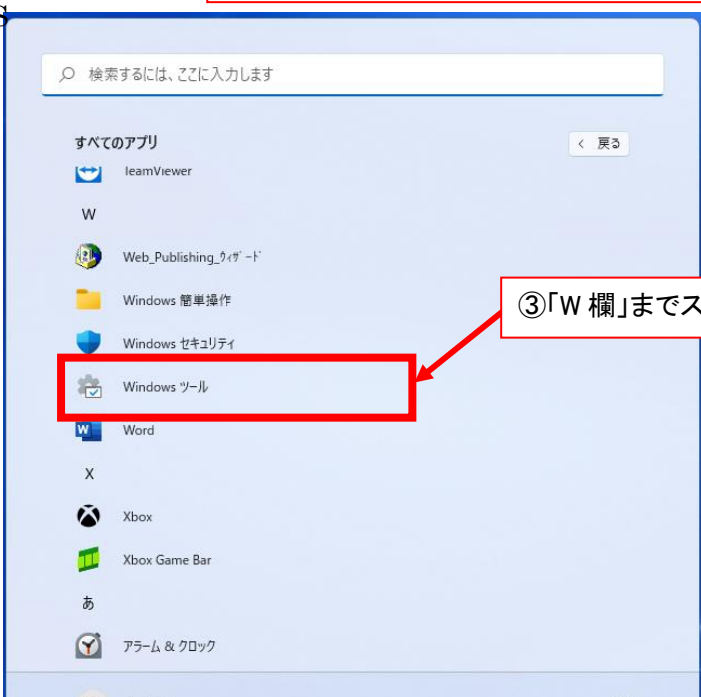 s
検索するには、ここに入力します
すべてのアプリ
< 戻る
TeamViewer
W
Web_Publishing_ｳｨｻﾞｰﾄﾞ
Windows 簡単操作
③「W 欄」までス
Windows セキュリティ
Windows ツール
Word
X
Xbox
Xbox Game Bar
あ
アラーム & クロック